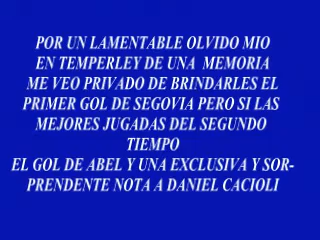 POR UN LAMENTABLE OLVIDO MIO
EN TEMPERLEY DE UNA MEMORIA
ME VEO PRIVADO DE BRINDARLES EL
PRIMER GOL DE SEGOVIA PERO SI LAS
MEJORES JUGADAS DEL SEGUNDO
TIEMPO
EL GOL DE ABEL Y UNA EXCLUSIVA Y SOR-
PRENDENTE NOTA A DANIEL CACIOLI